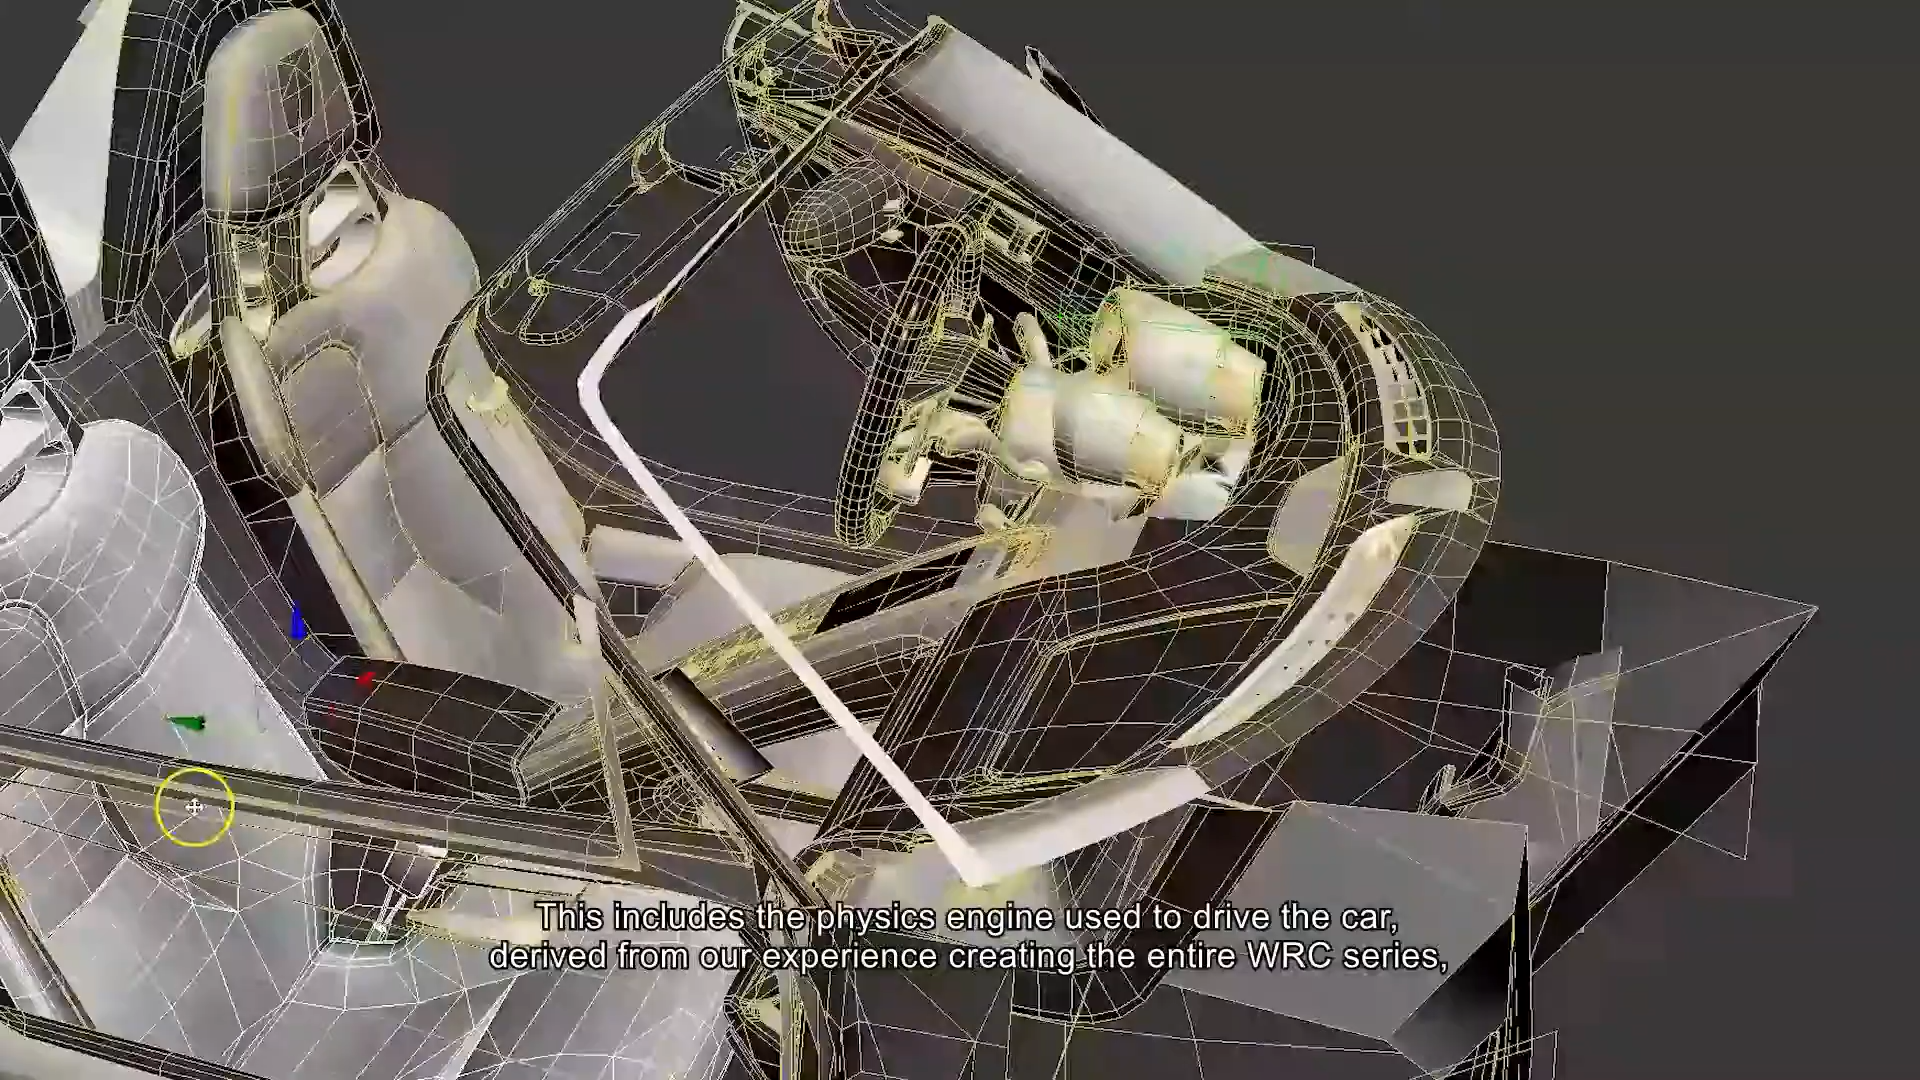 This includes the physics engine used to drive the car,
derived from our experience creating the entire WRC series,